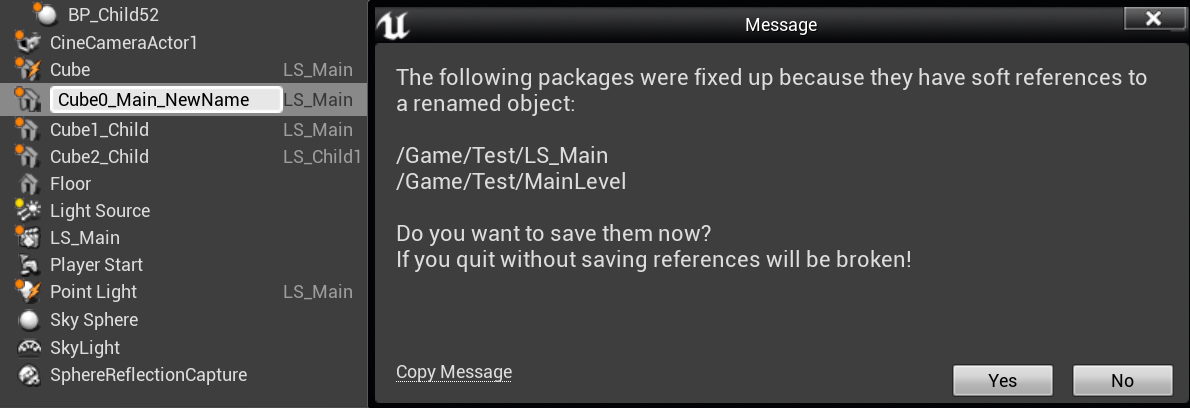 BP_Child52
CineCameraActor1
Cube LS_Main
Cube0_Main_NewName LS_Main
Cube1_Child LS_Main
Cube2_Child LS_Child1
Floor
Light Source
LS_Main
Player Start
Point Light LS_Main
Sky Sphere
SkyLight
SphereReflectionCapture
Message
The following packages were fixed up because they have soft references to
a renamed object:
/Game/Test/LS_Main
/Game/Test/MainLevel
Do you want to save them now?
If you quit without saving references will be broken!
Copy Message
Yes
No